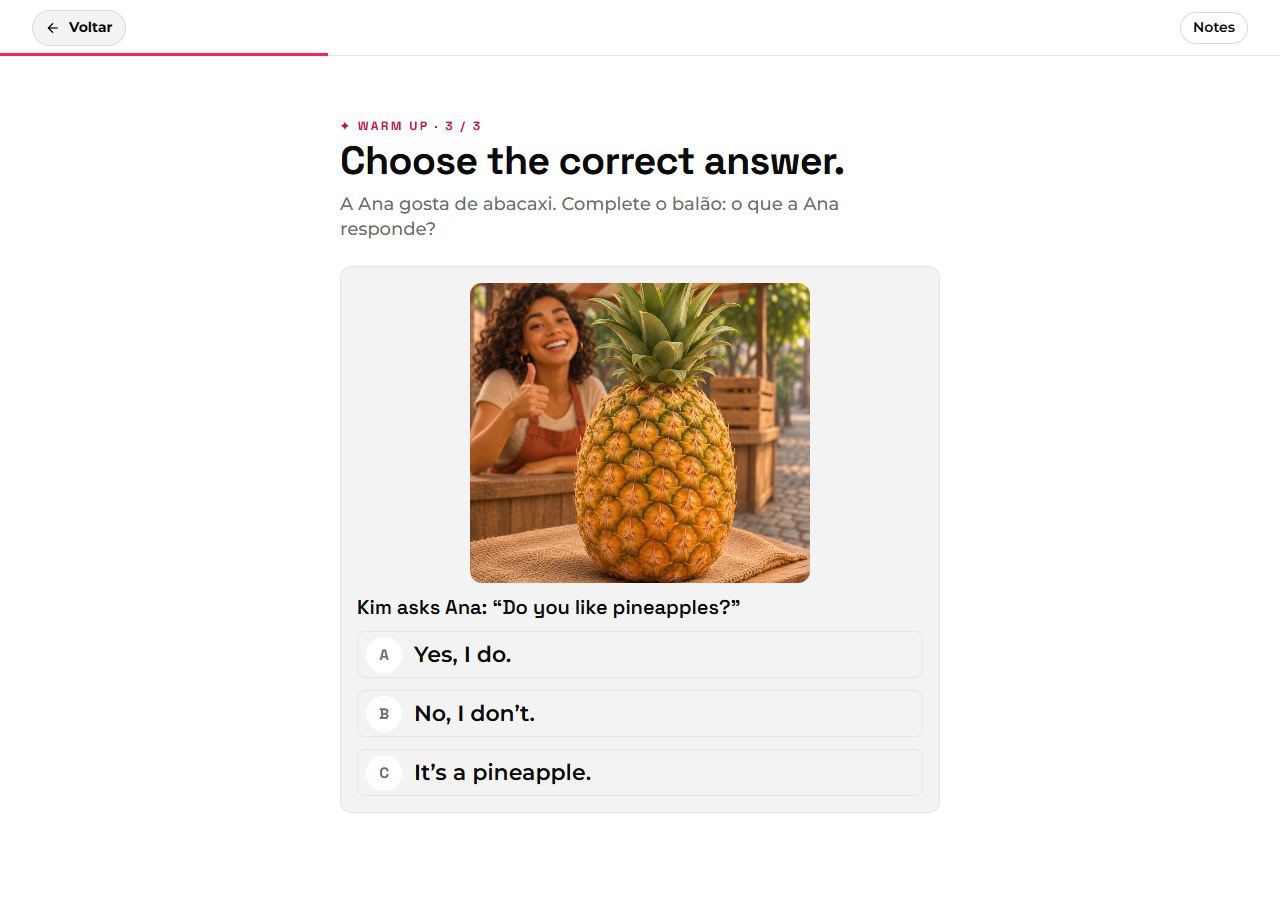 ← Voltar
Notes
✦ WARM UP · 3 / 3
Choose the correct answer.
A Ana gosta de abacaxi. Complete o balão: o que a Ana
responde?
Kim asks Ana: “Do you like pineapples?”
A Yes, I do.
B No, I don’t.
C It’s a pineapple.